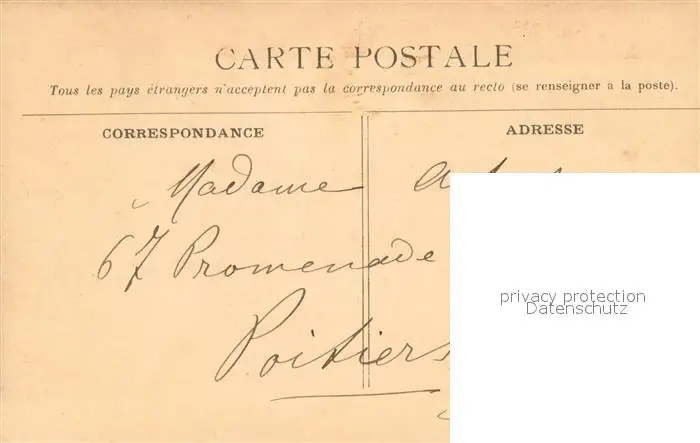 CARTE POSTALE
Tous les pays étrangers n'acceptent pas la correspondance au recto (se renseigner a la poste).
CORRESPONDANCE
ADRESSE
Madame
67 Promenade
Poitiers
privacy protection
Datenschutz